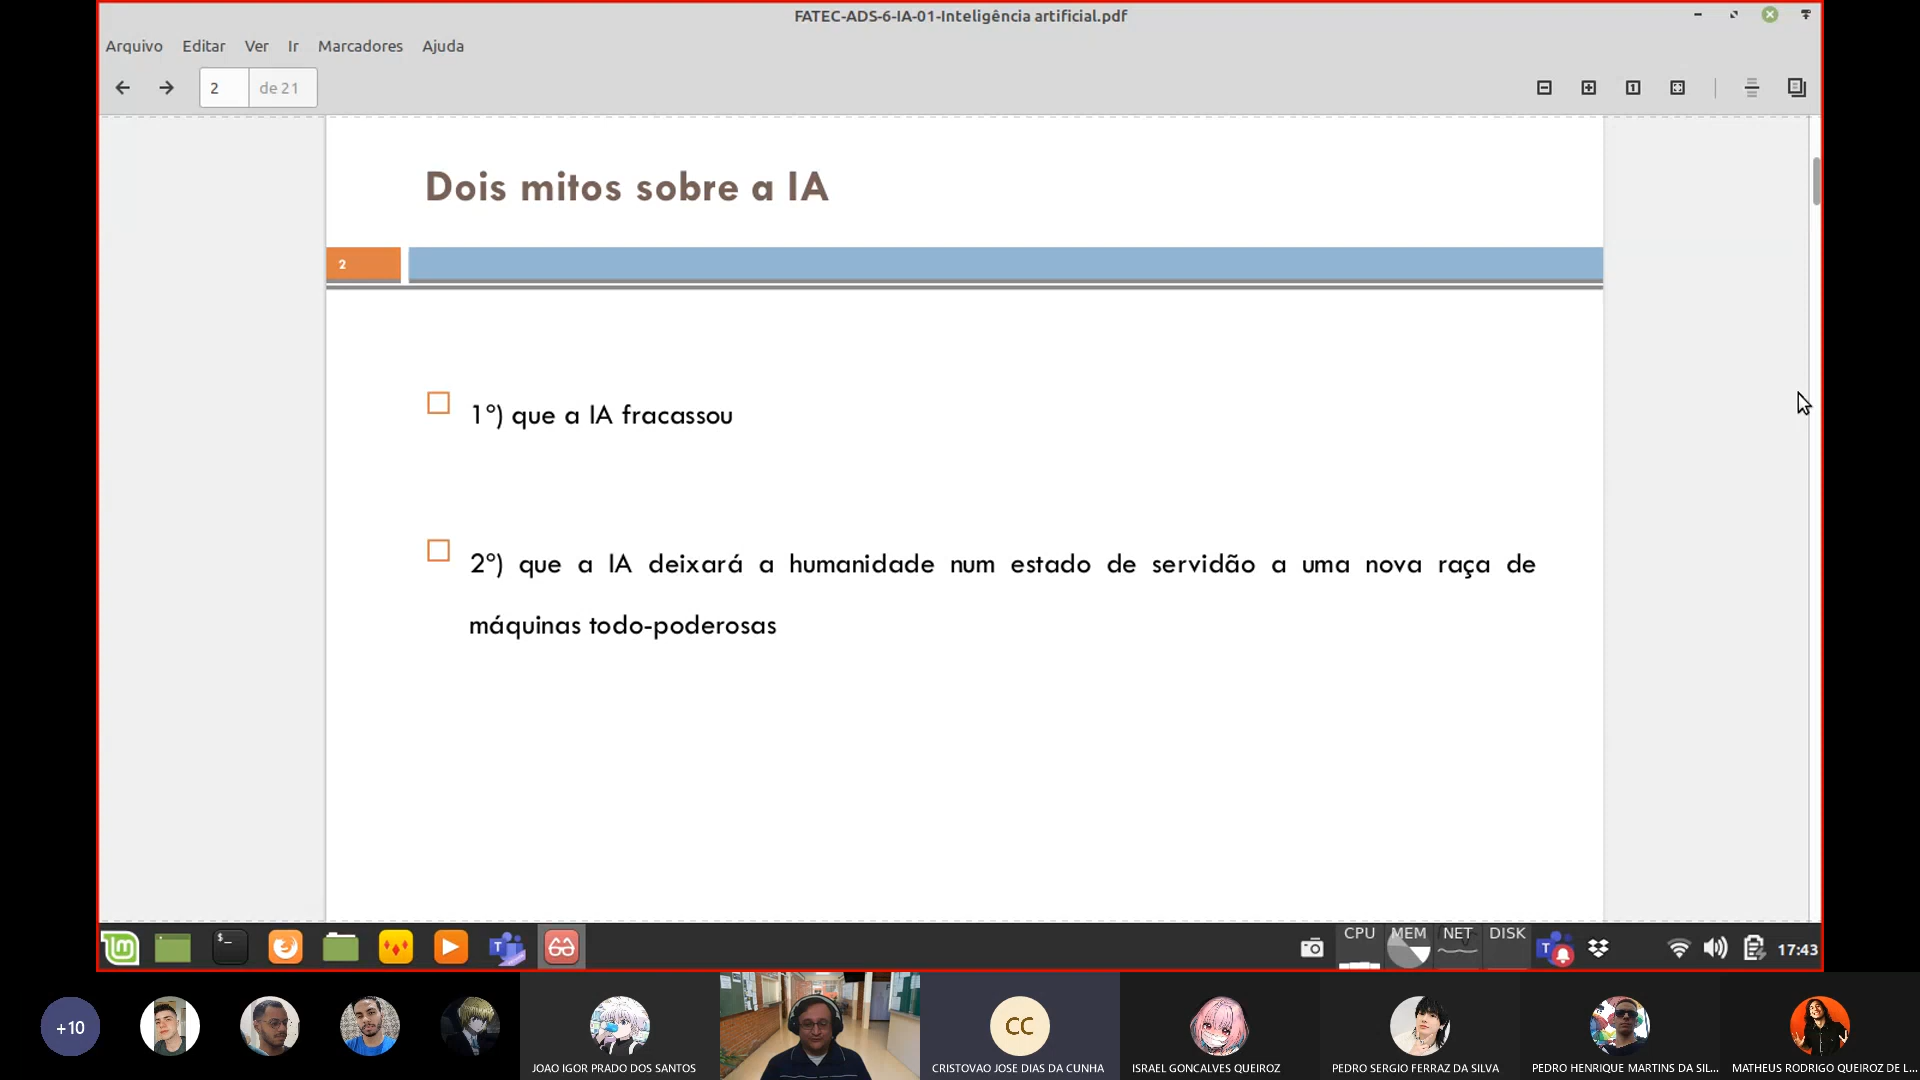 FATEC-ADS-6-IA-01-Inteligência artificial.pdf
Arquivo Editar Ver Ir Marcadores Ajuda
2 de 21
Dois mitos sobre a IA
2
1º) que a IA fracassou
2º) que a IA deixará a humanidade num estado de servidão a uma nova raça de
máquinas todo-poderosas
CPU MEM NET DISK
17:43
+10
CC
JOAO IGOR PRADO DOS SANTOS
CRISTOVAO JOSE DIAS DA CUNHA
ISRAEL GONCALVES QUEIROZ
PEDRO SERGIO FERRAZ DA SILVA
PEDRO HENRIQUE MARTINS DA SIL...
MATHEUS RODRIGO QUEIROZ DE L...